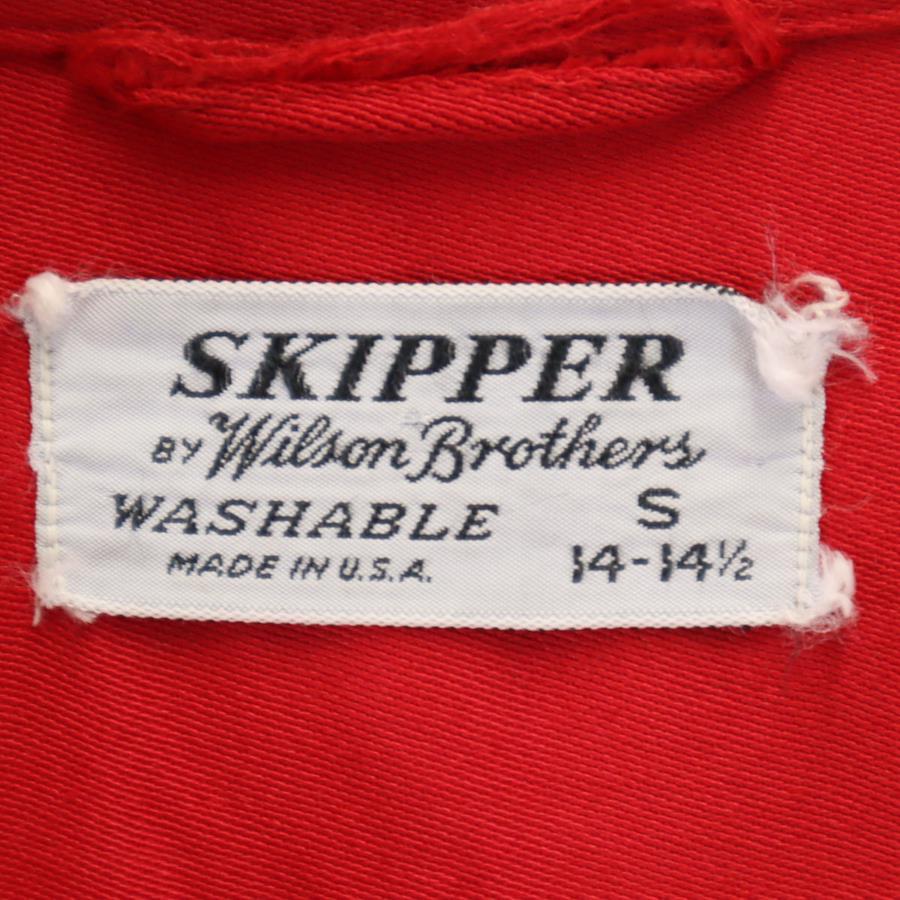 SKIPPER
BY Wilson Brothers
WASHABLE S
MADE IN U.S.A. 14-14½